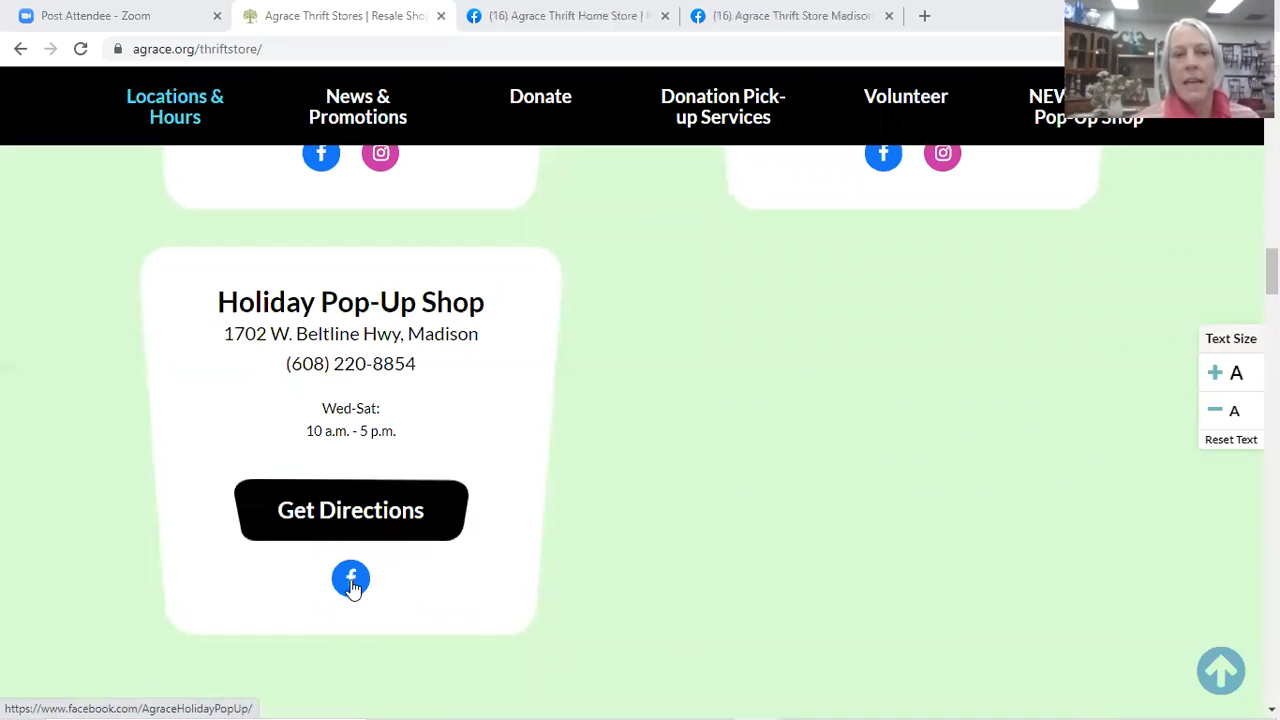 Post Attendee - Zoom
Agrace Thrift Stores | Resale Sho
(16) Agrace Thrift Home Store |
(16) Agrace Thrift Store Madison
agrace.org/thriftstore/
Locations &
Hours
News &
Promotions
Donate
Donation Pick-
up Services
Volunteer
NEW
Pop-Up Shop
Holiday Pop-Up Shop
1702 W. Beltline Hwy, Madison
(608) 220-8854
Wed-Sat:
10 a.m. - 5 p.m.
Get Directions
Text Size
+ A
- A
Reset Text
https://www.facebook.com/AgraceHolidayPopUp/